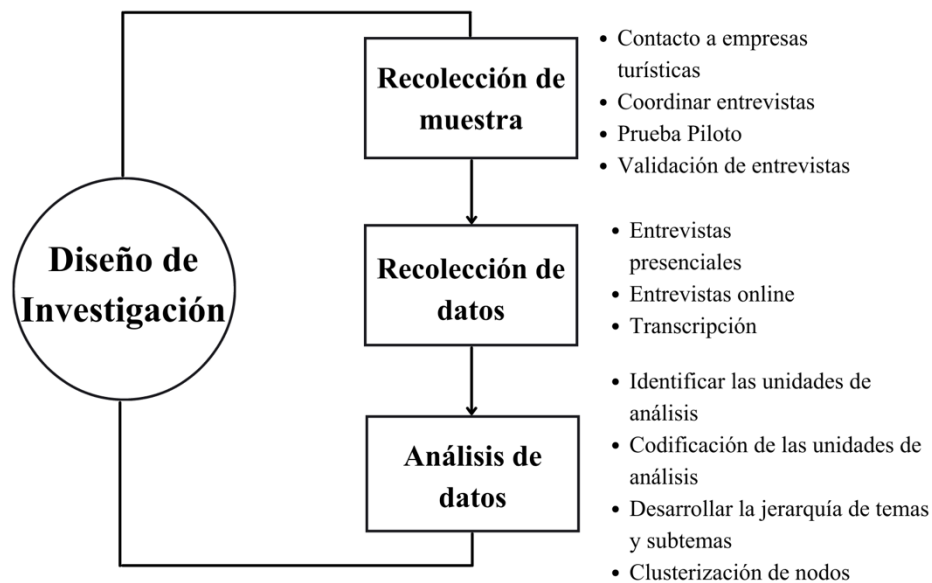 Diseño de
Investigación
Recolección de
muestra
• Contacto a empresas
turísticas
• Coordinar entrevistas
• Prueba Piloto
• Validación de entrevistas
Recolección de
datos
• Entrevistas
presenciales
• Entrevistas online
• Transcripción
Análisis de
datos
• Identificar las unidades de
análisis
• Codificación de las unidades de
análisis
• Desarrollar la jerarquía de temas
y subtemas
• Clusterización de nodos